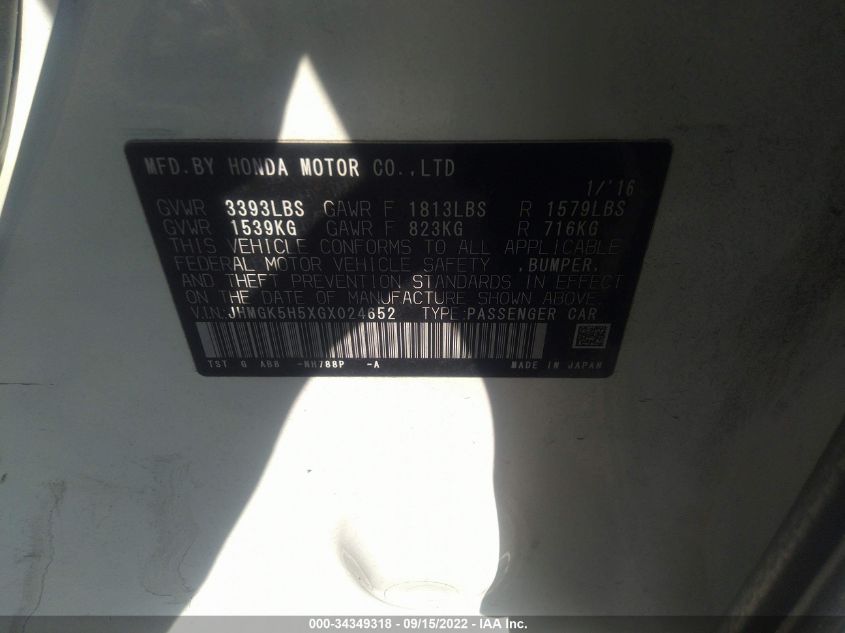 MFD.BY HONDA MOTOR CO.,LTD
1/'16
GVWR 3393LBS GAWR F 1813LBS R 1579LBS
GVWR 1539KG GAWR F 823KG R 716KG
THIS VEHICLE CONFORMS TO ALL APPLICABLE
FEDERAL MOTOR VEHICLE SAFETY ,BUMPER,
AND THEFT PREVENTION STANDARDS IN EFFECT
ON THE DATE OF MANUFACTURE SHOWN ABOVE.
V.I.N:JHMGK5H5XGX024652 TYPE:PASSENGER CAR
TST G ABB -NH788P -A MADE IN JAPAN
000-34349318 - 09/15/2022 - IAA Inc.